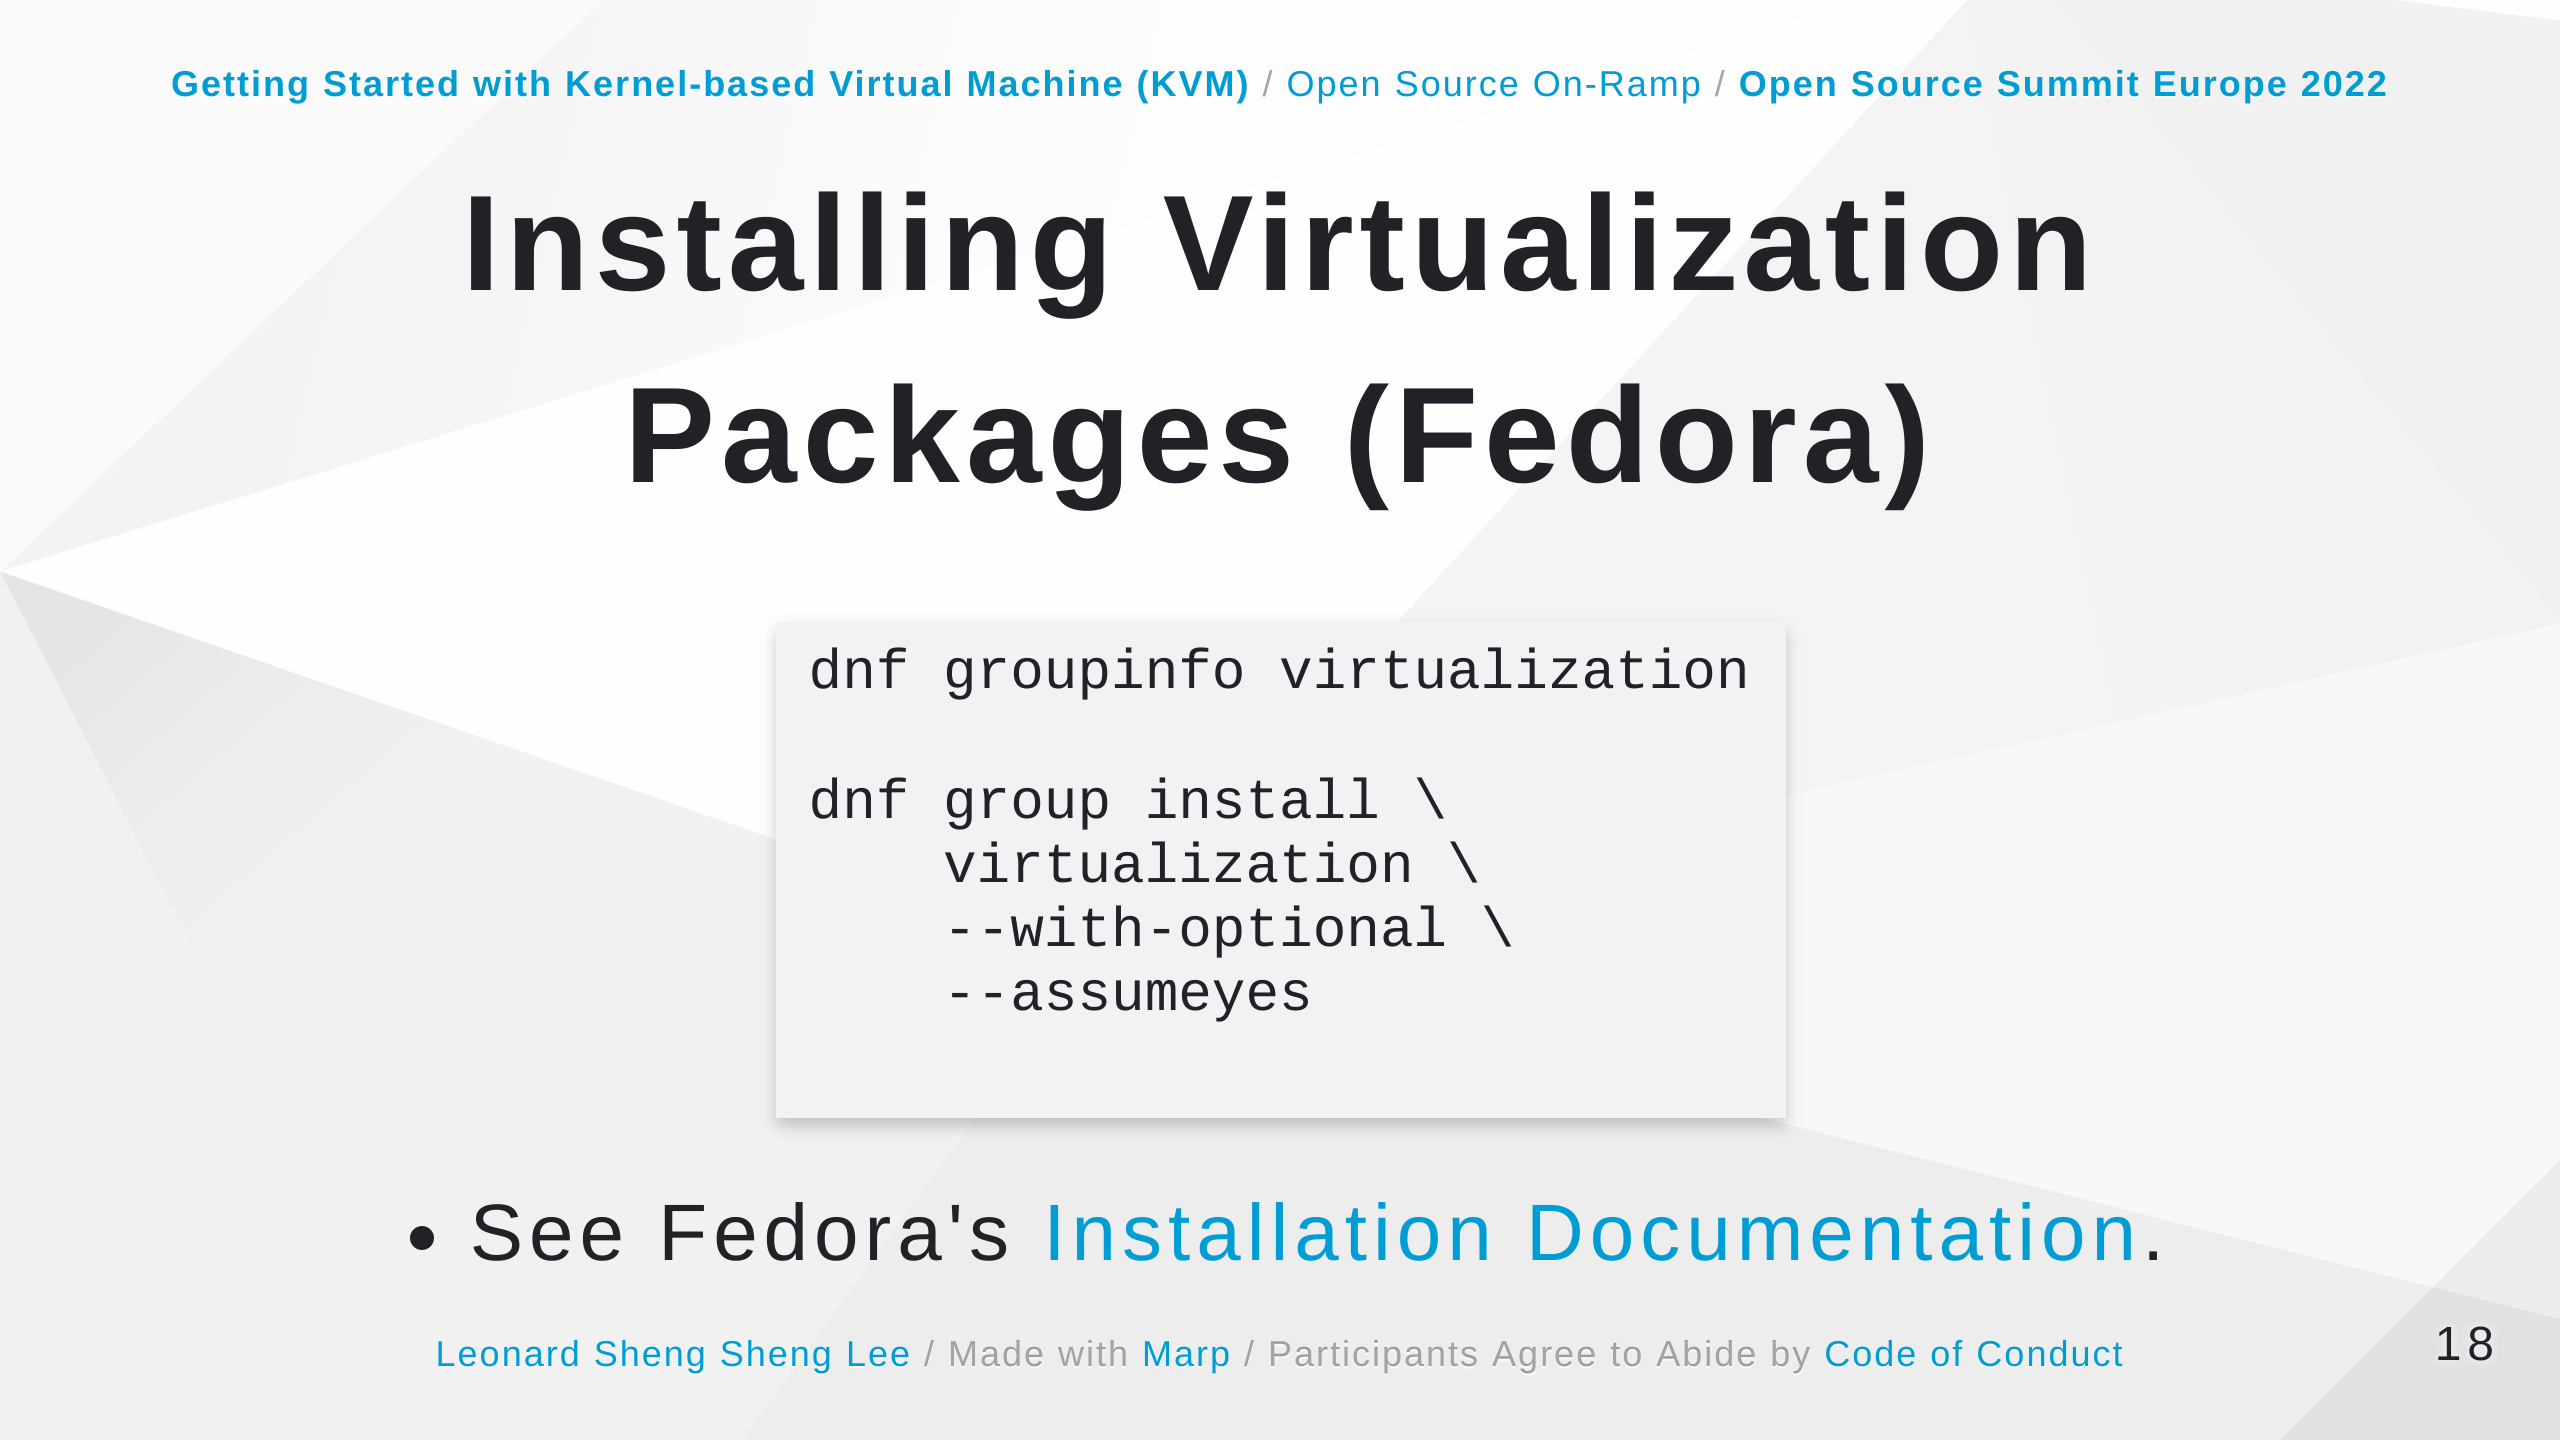 Getting Started with Kernel-based Virtual Machine (KVM) / Open Source On-Ramp / Open Source Summit Europe 2022
Installing Virtualization
Packages (Fedora)
dnf groupinfo virtualization
dnf group install \
    virtualization \
    --with-optional \
    --assumeyes
• See Fedora's Installation Documentation.
Leonard Sheng Sheng Lee / Made with Marp / Participants Agree to Abide by Code of Conduct
18